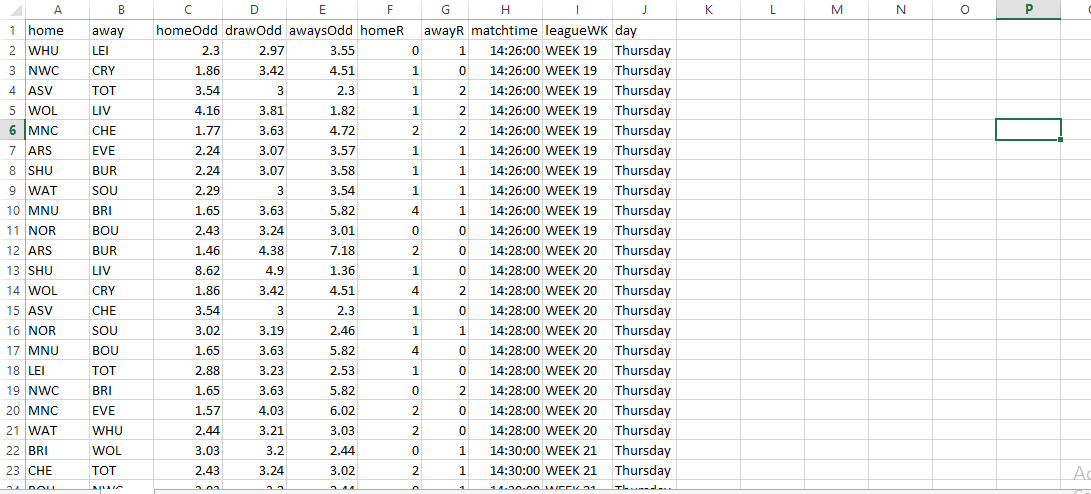 A B C D E F G H I J K L M N O P
1 home away homeOdd drawOdd awaysOdd homeR awayR matchtime leagueWK day
2 WHU LEI 2.3 2.97 3.55 0 1 14:26:00 WEEK 19 Thursday
3 NWC CRY 1.86 3.42 4.51 1 0 14:26:00 WEEK 19 Thursday
4 ASV TOT 3.54 3 2.3 1 2 14:26:00 WEEK 19 Thursday
5 WOL LIV 4.16 3.81 1.82 1 2 14:26:00 WEEK 19 Thursday
6 MNC CHE 1.77 3.63 4.72 2 2 14:26:00 WEEK 19 Thursday
7 ARS EVE 2.24 3.07 3.57 1 1 14:26:00 WEEK 19 Thursday
8 SHU BUR 2.24 3.07 3.58 1 1 14:26:00 WEEK 19 Thursday
9 WAT SOU 2.29 3 3.54 1 1 14:26:00 WEEK 19 Thursday
10 MNU BRI 1.65 3.63 5.82 4 1 14:26:00 WEEK 19 Thursday
11 NOR BOU 2.43 3.24 3.01 0 0 14:26:00 WEEK 19 Thursday
12 ARS BUR 1.46 4.38 7.18 2 0 14:28:00 WEEK 20 Thursday
13 SHU LIV 8.62 4.9 1.36 1 0 14:28:00 WEEK 20 Thursday
14 WOL CRY 1.86 3.42 4.51 4 2 14:28:00 WEEK 20 Thursday
15 ASV CHE 3.54 3 2.3 1 0 14:28:00 WEEK 20 Thursday
16 NOR SOU 3.02 3.19 2.46 1 1 14:28:00 WEEK 20 Thursday
17 MNU BOU 1.65 3.63 5.82 4 0 14:28:00 WEEK 20 Thursday
18 LEI TOT 2.88 3.23 2.53 1 0 14:28:00 WEEK 20 Thursday
19 NWC BRI 1.65 3.63 5.82 0 2 14:28:00 WEEK 20 Thursday
20 MNC EVE 1.57 4.03 6.02 2 0 14:28:00 WEEK 20 Thursday
21 WAT WHU 2.44 3.21 3.03 2 0 14:28:00 WEEK 20 Thursday
22 BRI WOL 3.03 3.2 2.44 0 1 14:30:00 WEEK 21 Thursday
23 CHE TOT 2.43 3.24 3.02 2 1 14:30:00 WEEK 21 Thursday